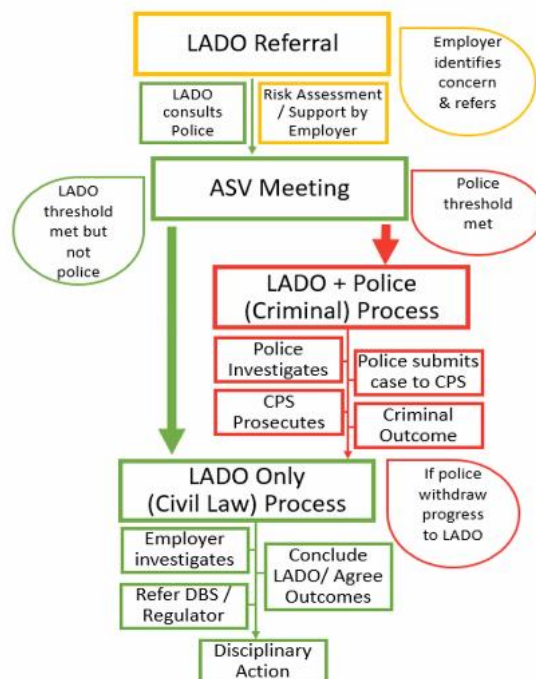 LADO Referral
Employer
identifies
concern
& refers
LADO
consults
Police
Risk Assessment
/ Support by
Employer
ASV Meeting
LADO
threshold
met but
not
police
Police
threshold
met
LADO + Police
(Criminal) Process
Police
Investigates
Police submits
case to CPS
CPS
Prosecutes
Criminal
Outcome
LADO Only
(Civil Law) Process
If police
withdraw
progress
to LADO
Employer
investigates
Conclude
LADO/ Agree
Outcomes
Refer DBS /
Regulator
Disciplinary
Action